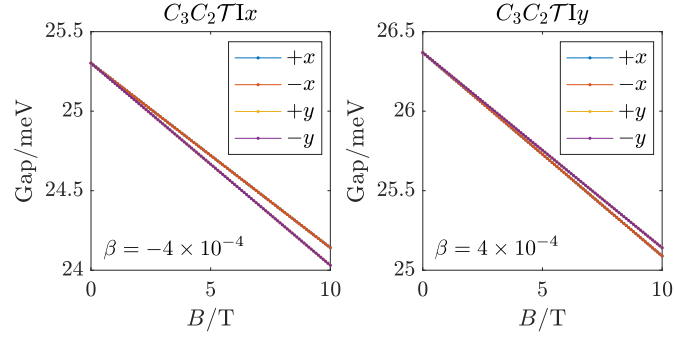 C₃C₂𝒯Ix
25.5
25
24.5
24
Gap/meV
+x
−x
+y
−y
β = −4 × 10⁻⁴
0
5
10
B/T
C₃C₂𝒯Iy
26.5
26
25.5
25
Gap/meV
+x
−x
+y
−y
β = 4 × 10⁻⁴
0
5
10
B/T